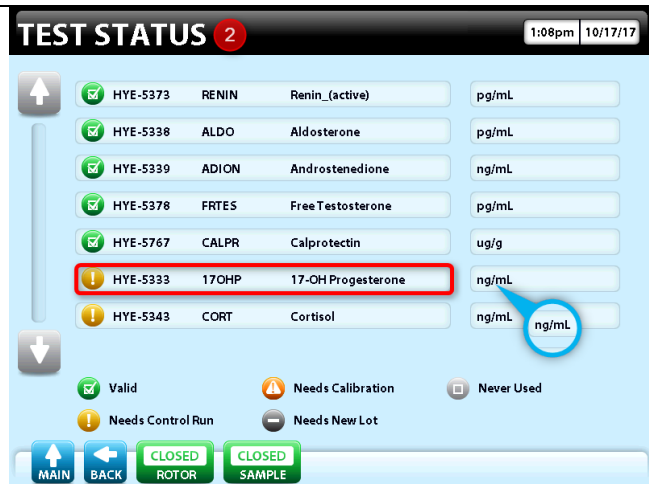 TEST STATUS 2 1:08pm 10/17/17
HYE-5373 RENIN Renin_(active) pg/mL
HYE-5338 ALDO Aldosterone pg/mL
HYE-5339 ADION Androstenedione ng/mL
HYE-5378 FRTES Free Testosterone pg/mL
HYE-5767 CALPR Calprotectin ug/g
HYE-5333 17OHP 17-OH Progesterone ng/mL
HYE-5343 CORT Cortisol ng/mL
ng/mL
Valid Needs Calibration Never Used
Needs Control Run Needs New Lot
CLOSED CLOSED
MAIN BACK ROTOR SAMPLE